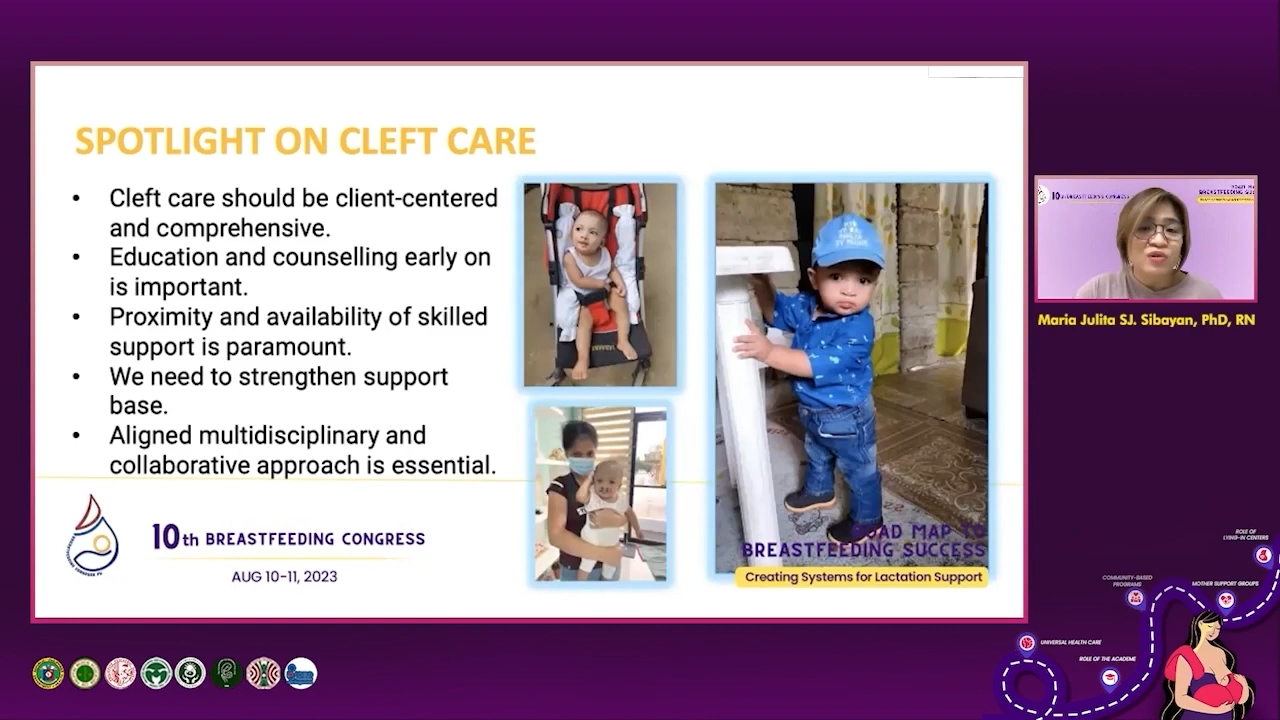 SPOTLIGHT ON CLEFT CARE
• Cleft care should be client-centered
and comprehensive.
• Education and counselling early on
is important.
• Proximity and availability of skilled
support is paramount.
• We need to strengthen support
base.
• Aligned multidisciplinary and
collaborative approach is essential.
10th BREASTFEEDING CONGRESS
AUG 10-11, 2023
ROAD MAP TO
BREASTFEEDING SUCCESS
Creating Systems for Lactation Support
10th BREASTFEEDING CONGRESS
Maria Julita SJ. Sibayan, PhD, RN
ROLE OF
LYING-IN CENTERS
COMMUNITY-BASED
PROGRAMS
MOTHER SUPPORT GROUPS
UNIVERSAL HEALTH CARE
ROLE OF THE ACADEME